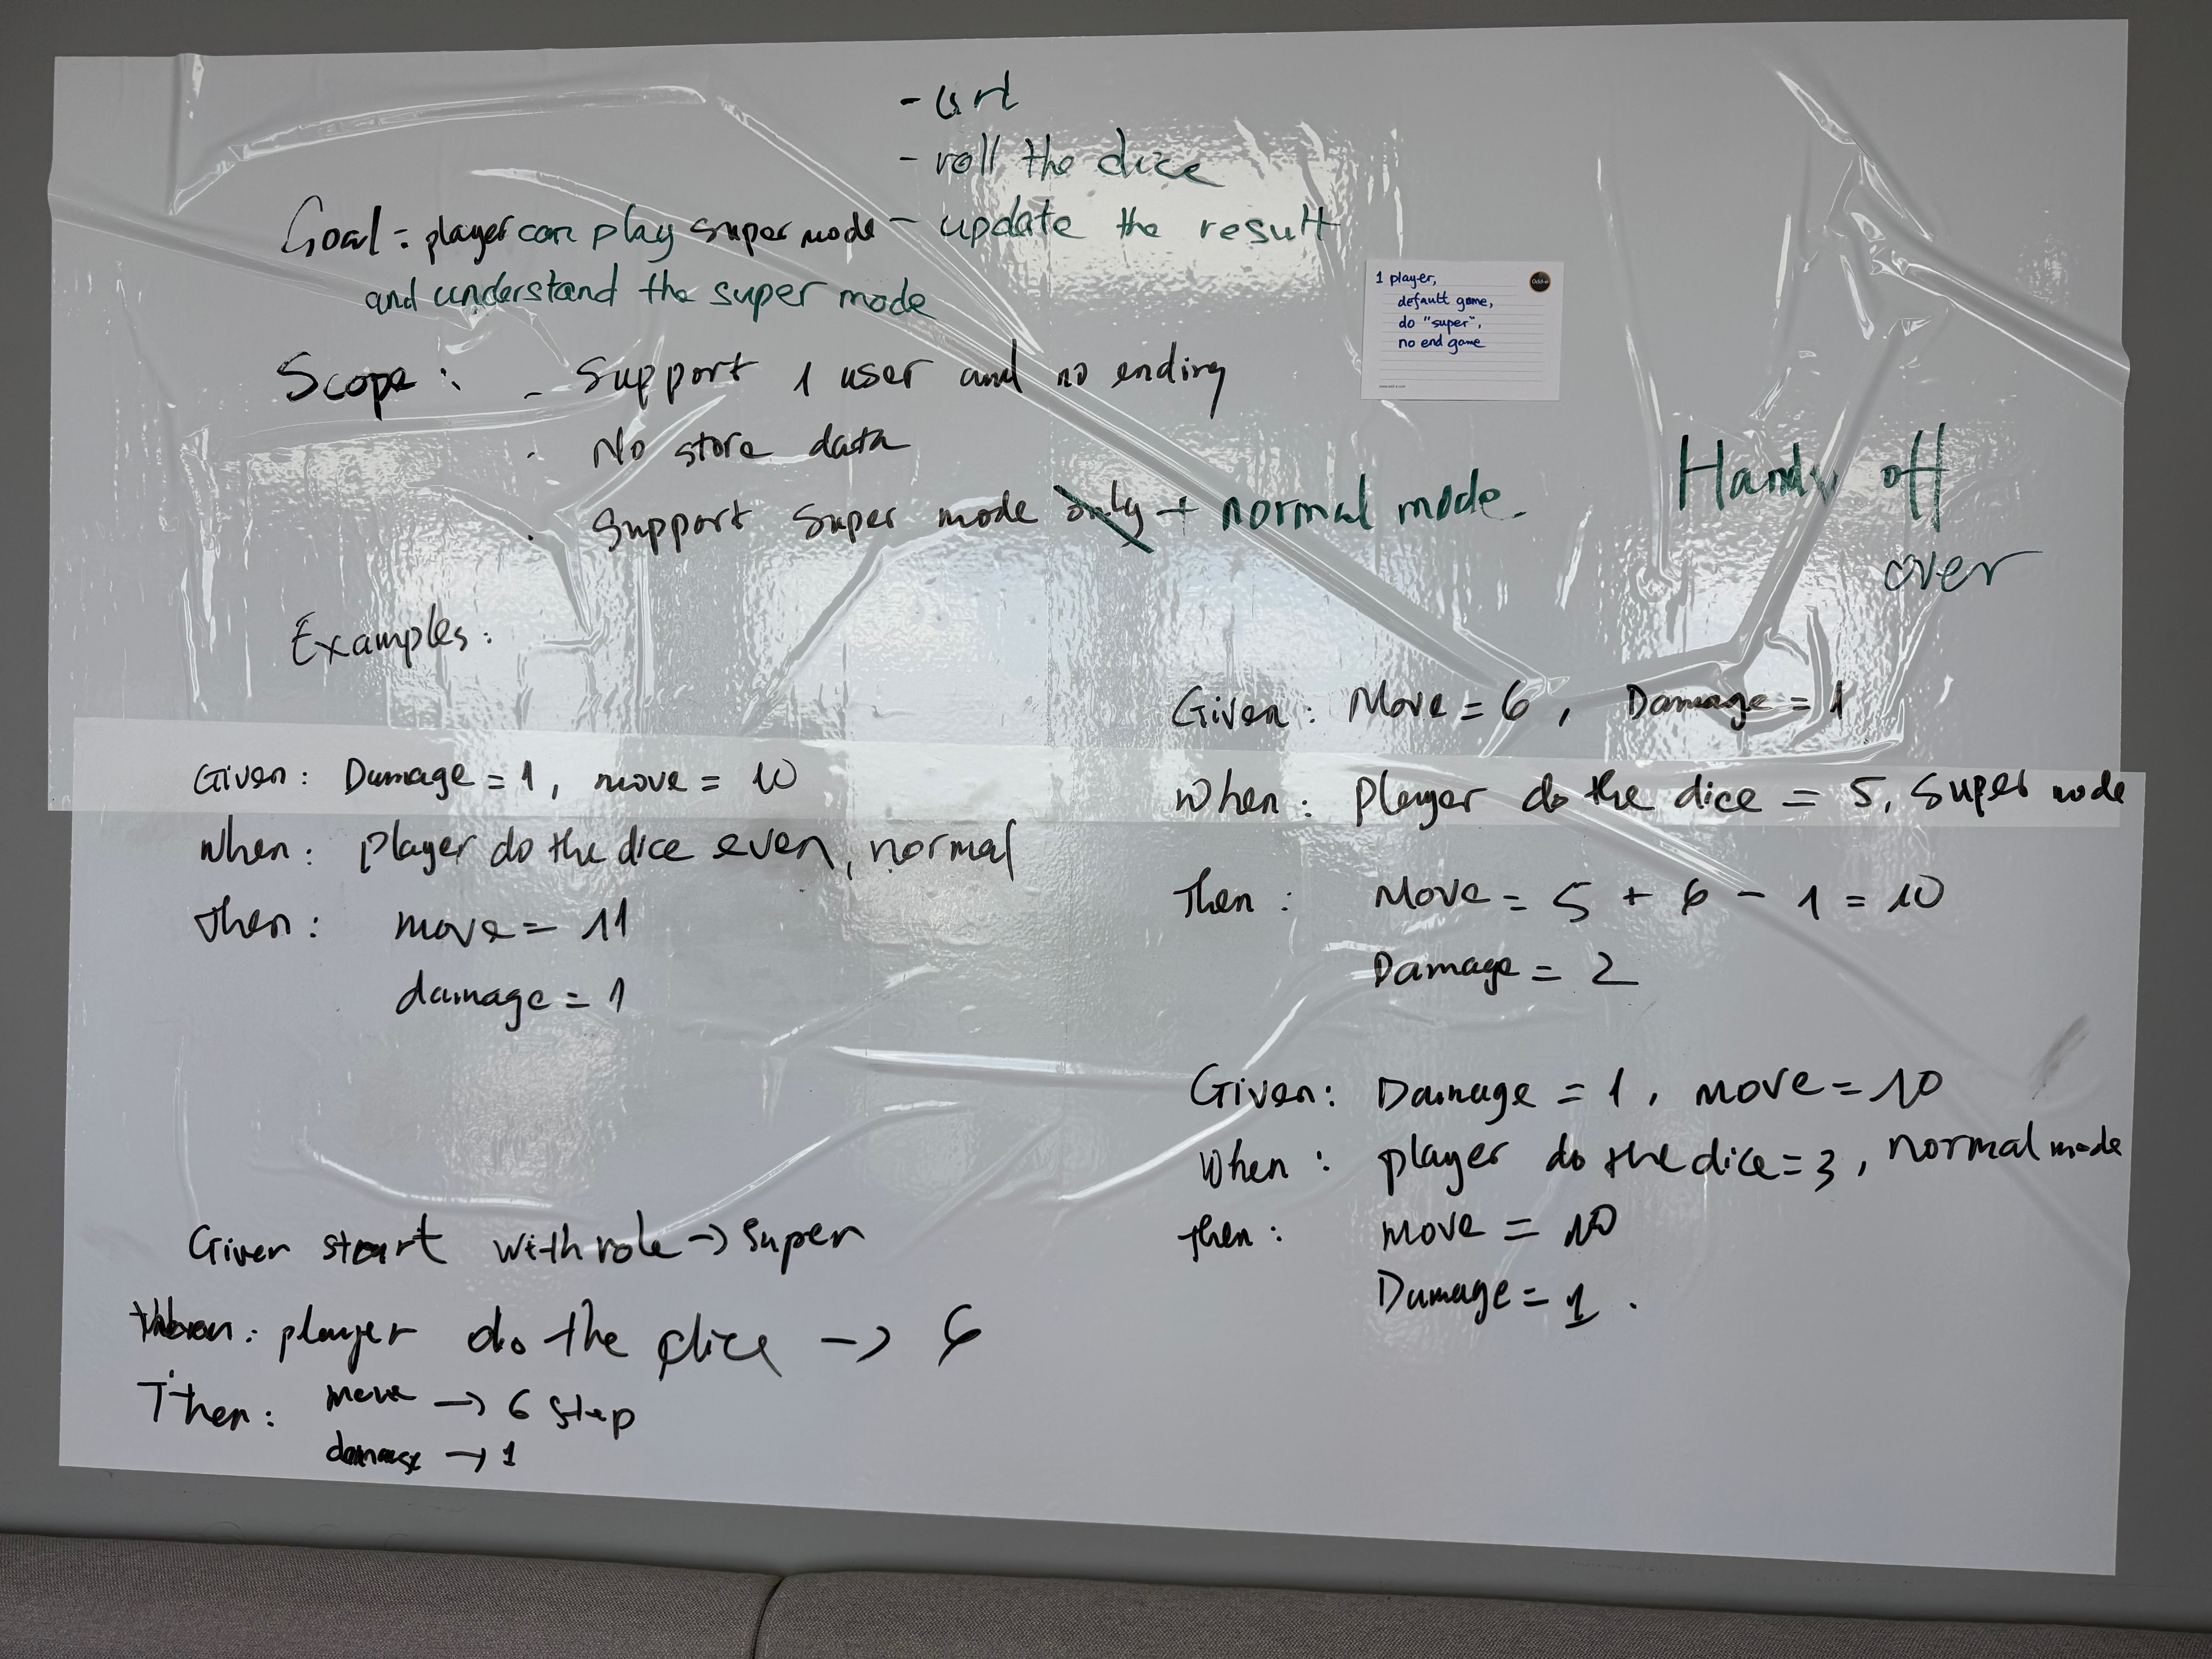 - url
- roll the dice
Goal = player can play super mode - update the result
and understand the super mode
1 player,
default game,
do "super",
no end game
Odd-e
www.odd-e.com
Scope : - Support 1 user and no ending
. No store data
. Support Super mode only + normal mode.
Hands off
over
Examples :
Given : Damage = 1, move = 10
When : player do the dice even, normal
then : move = 11
damage = 1
Given start with role -> super
When : player do the dice -> 6
Then : move -> 6 step
damage -> 1
Given : Move = 6, Damage = 1
When : player do the dice = 5, Super mode
Then : Move = 5 + 6 - 1 = 10
Damage = 2
Given : Damage = 1, move = 10
When : player do the dice = 3, normal mode
then : move = 10
Damage = 1.